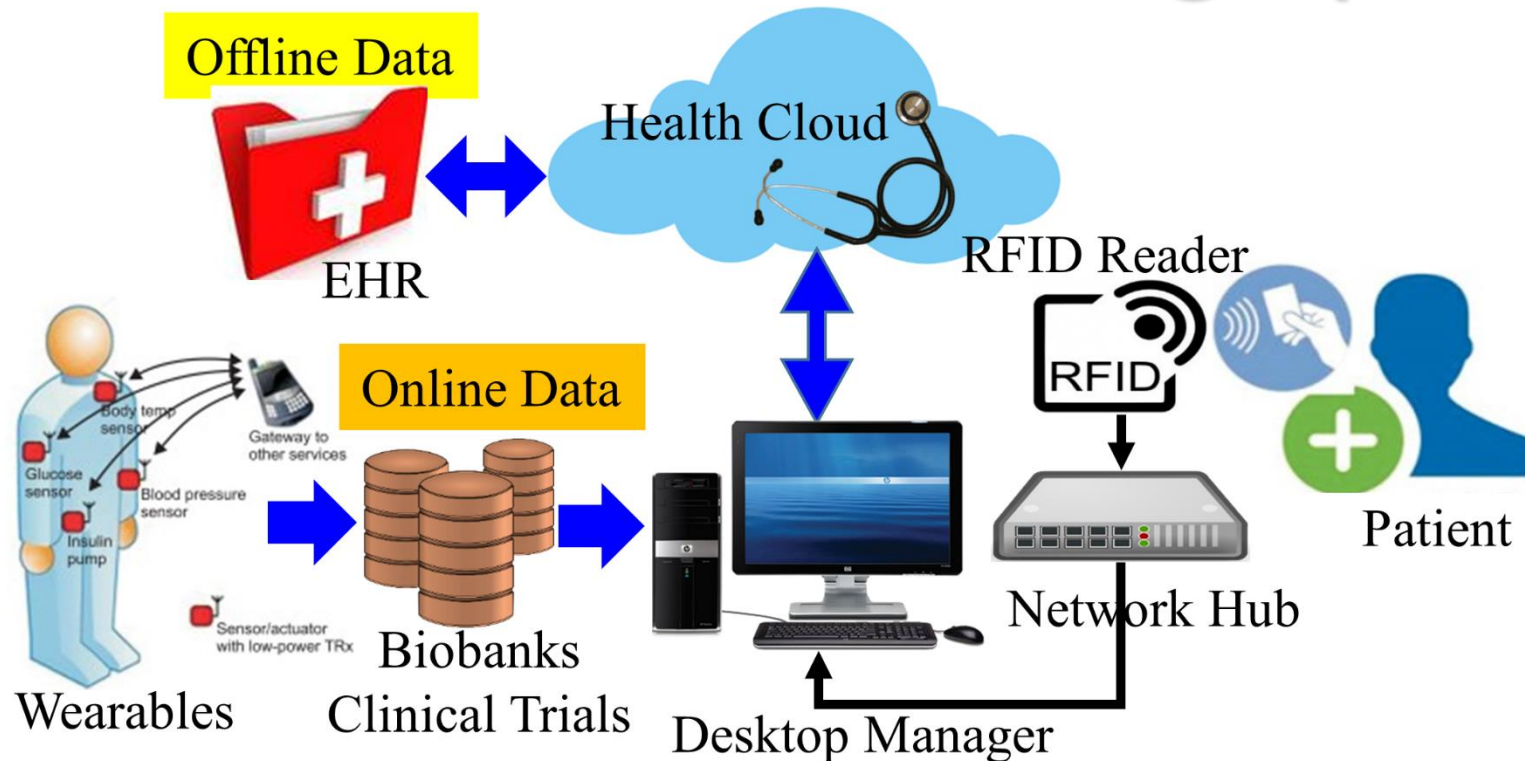 Offline Data
Health Cloud
EHR
RFID Reader
RFID
Online Data
Body temp
sensor
Gateway to
other services
Glucose
sensor
Blood pressure
sensor
Insulin
pump
Sensor/actuator
with low-power TRx
Wearables
Biobanks
Clinical Trials
Desktop Manager
Network Hub
Patient